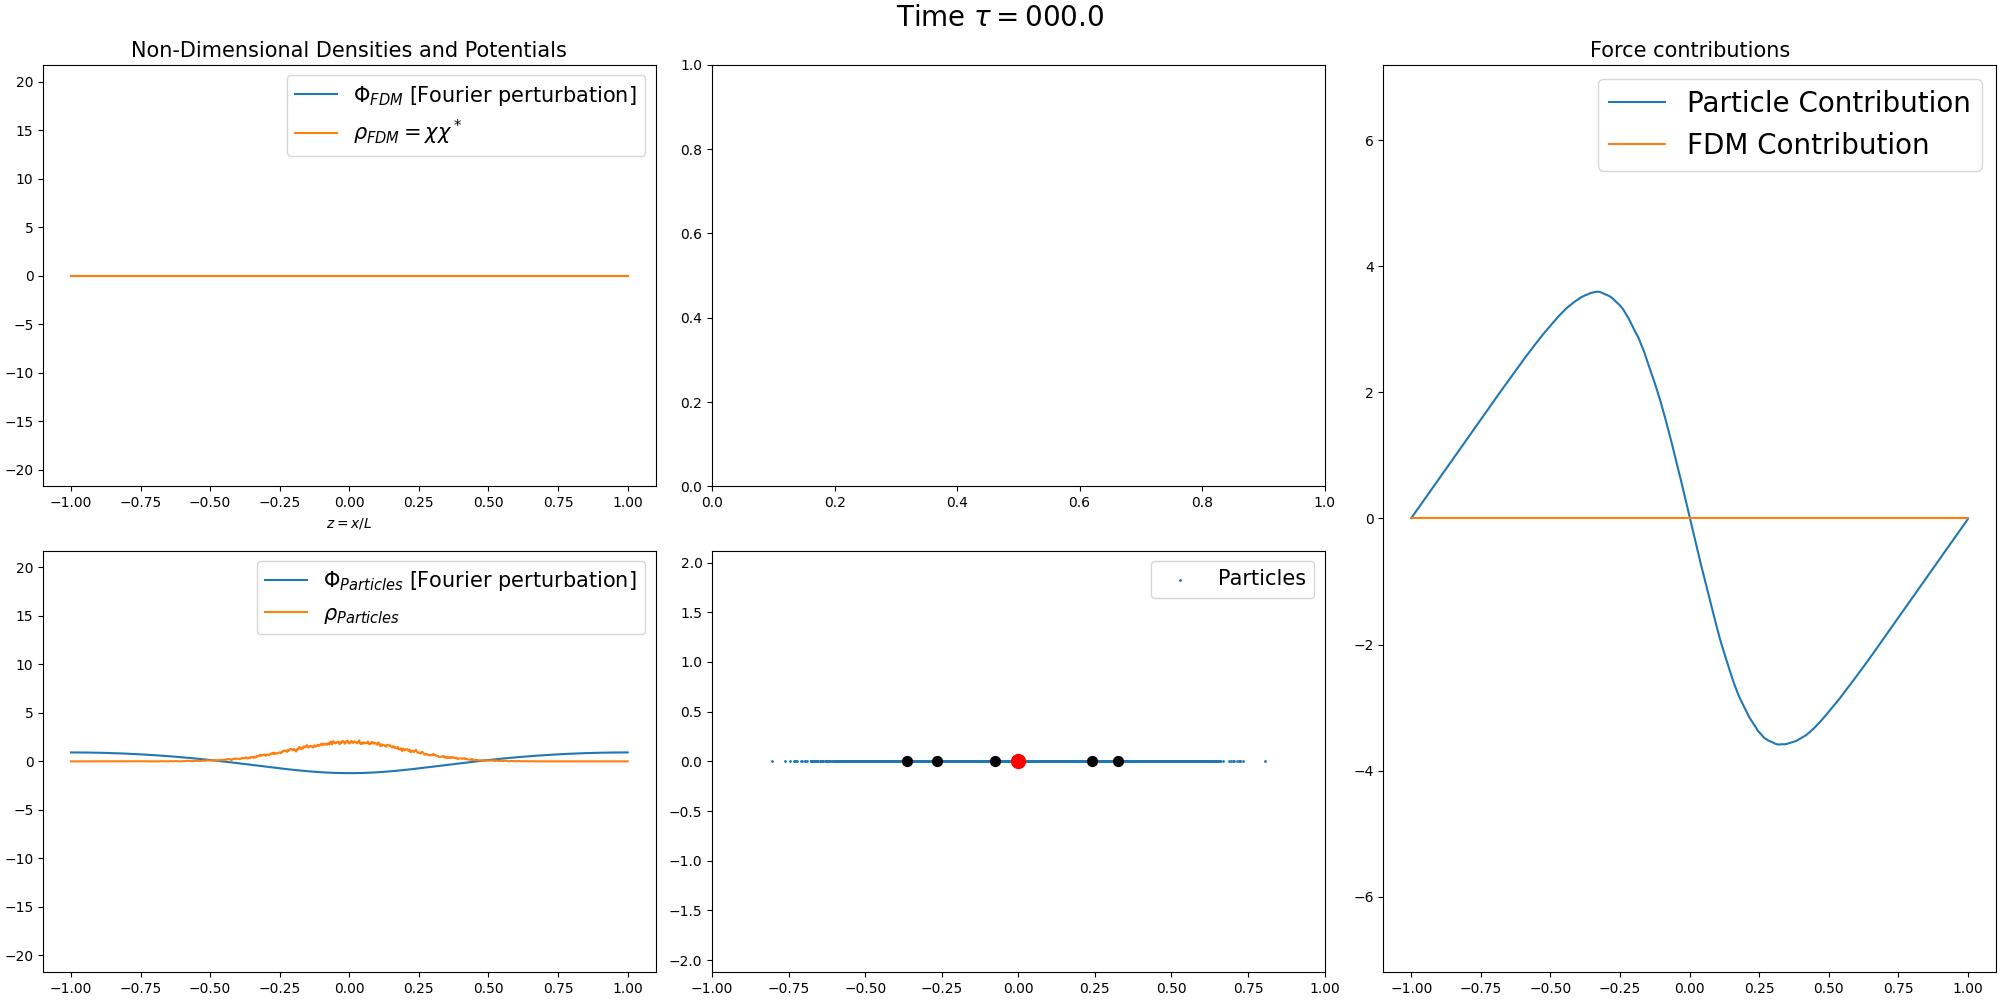 Time τ = 000.0
Non-Dimensional Densities and Potentials
Φ_FDM [Fourier perturbation]
ρ_FDM = χχ*
20
15
10
5
0
−5
−10
−15
−20
−1.00 −0.75 −0.50 −0.25 0.00 0.25 0.50 0.75 1.00
z = x/L
1.0
0.8
0.6
0.4
0.2
0.0
0.0 0.2 0.4 0.6 0.8 1.0
Φ_Particles [Fourier perturbation]
ρ_Particles
20
15
10
5
0
−5
−10
−15
−20
−1.00 −0.75 −0.50 −0.25 0.00 0.25 0.50 0.75 1.00
Particles
2.0
1.5
1.0
0.5
0.0
−0.5
−1.0
−1.5
−2.0
−1.00 −0.75 −0.50 −0.25 0.00 0.25 0.50 0.75 1.00
Force contributions
Particle Contribution
FDM Contribution
6
4
2
0
−2
−4
−6
−1.00 −0.75 −0.50 −0.25 0.00 0.25 0.50 0.75 1.00